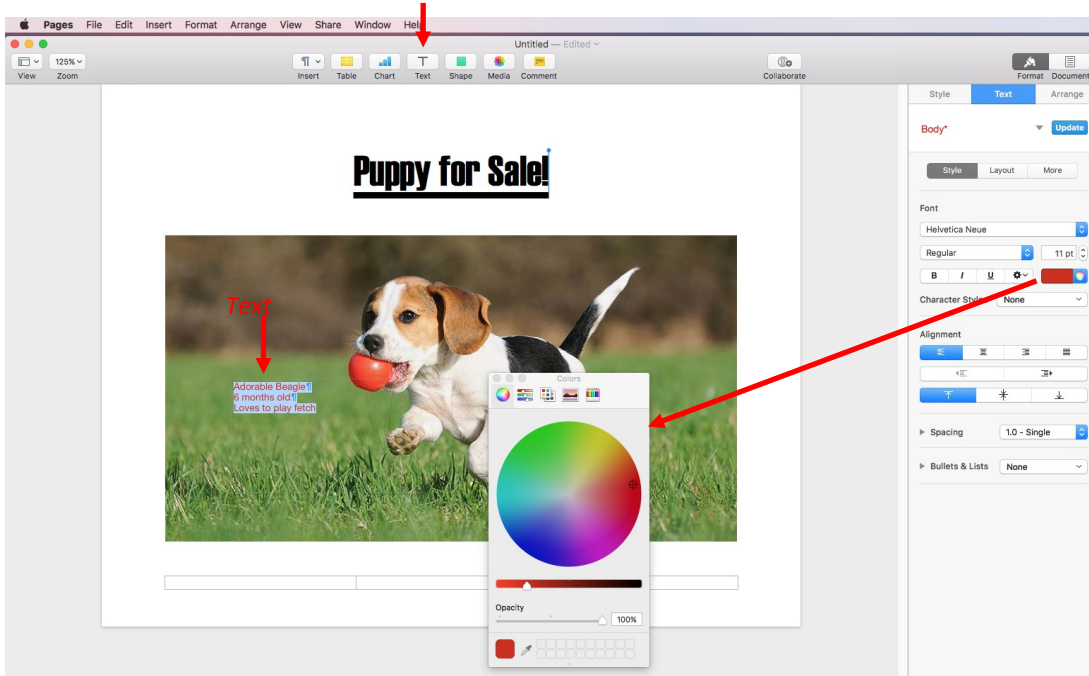 Pages File Edit Insert Format Arrange View Share Window Help
Untitled — Edited
125%
View Zoom Insert Table Chart Text Shape Media Comment Collaborate Format Document
Style Text Arrange
Body* Update
Style Layout More
Puppy for Sale!
Font
Helvetica Neue
Regular 11 pt
B I U
Character Styles None
Text
Alignment
Adorable Beagle¶
6 months old¶
Loves to play fetch
Colors
Spacing 1.0 - Single
Bullets & Lists None
Opacity
100%